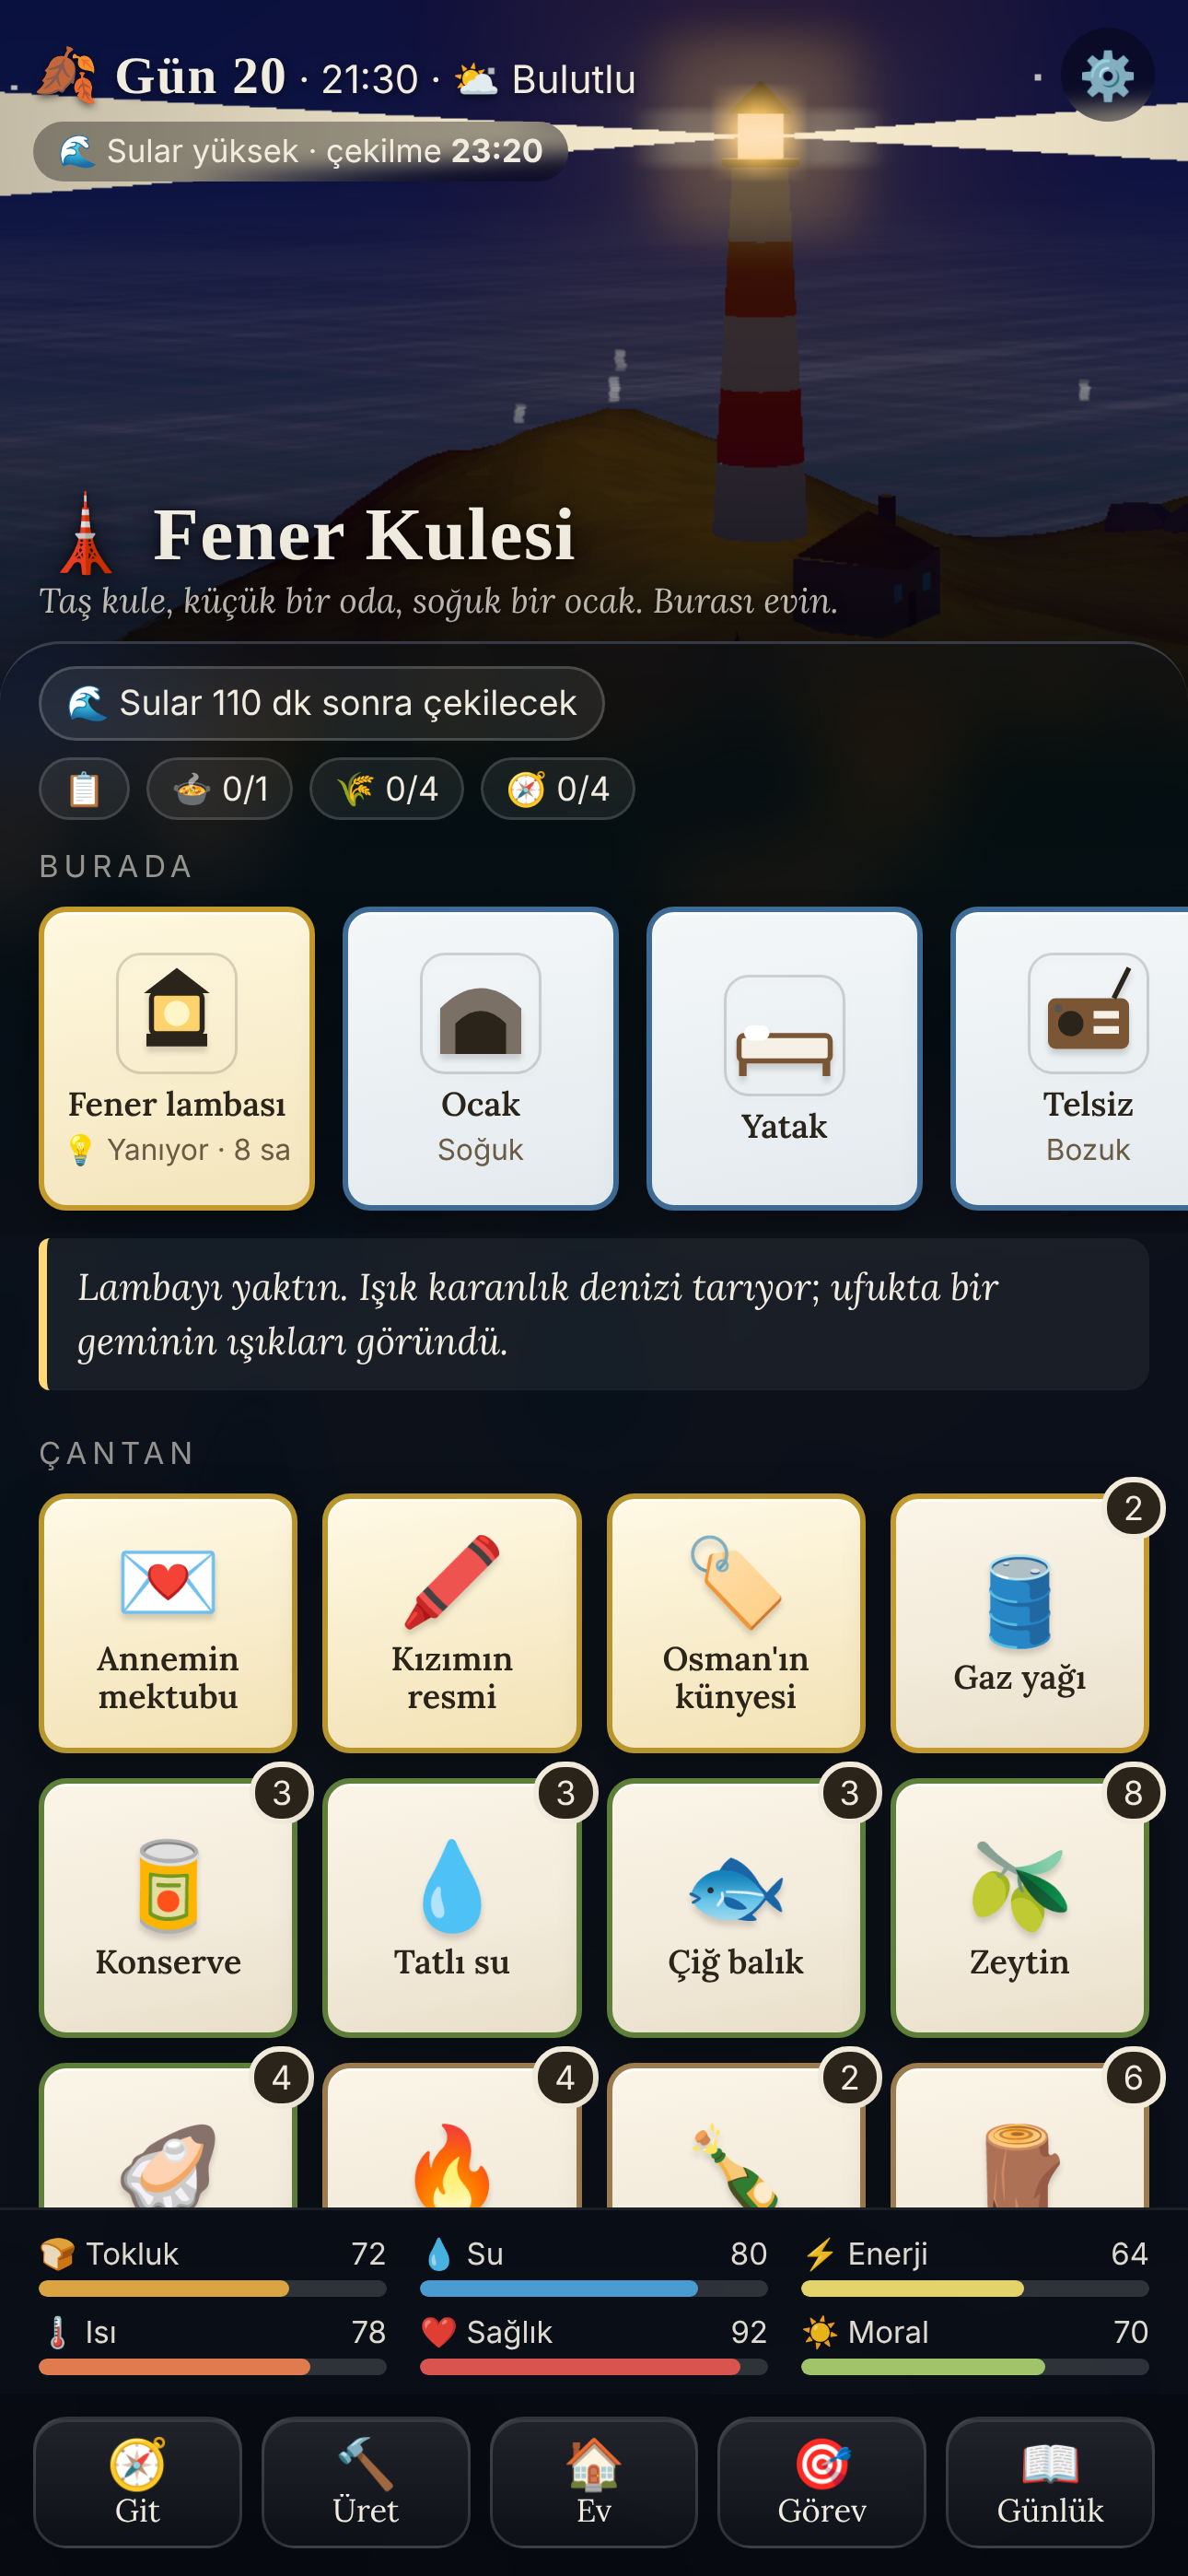 Gün 20 · 21:30 · Bulutlu
Sular yüksek · çekilme 23:20
Fener Kulesi
Taş kule, küçük bir oda, soğuk bir ocak. Burası evin.
Sular 110 dk sonra çekilecek
0/1 0/4 0/4
BURADA
Fener lambası
Yanıyor · 8 sa
Ocak
Soğuk
Yatak
Telsiz
Bozuk
Lambayı yaktın. Işık karanlık denizi tarıyor; ufukta bir
geminin ışıkları göründü.
ÇANTAN
Annemin
mektubu
Kızımın
resmi
Osman'ın
künyesi
2
Gaz yağı
3
Konserve
3
Tatlı su
3
Çiğ balık
8
Zeytin
4
4
2
6
Tokluk 72
Su 80
Enerji 64
Isı 78
Sağlık 92
Moral 70
Git
Üret
Ev
Görev
Günlük